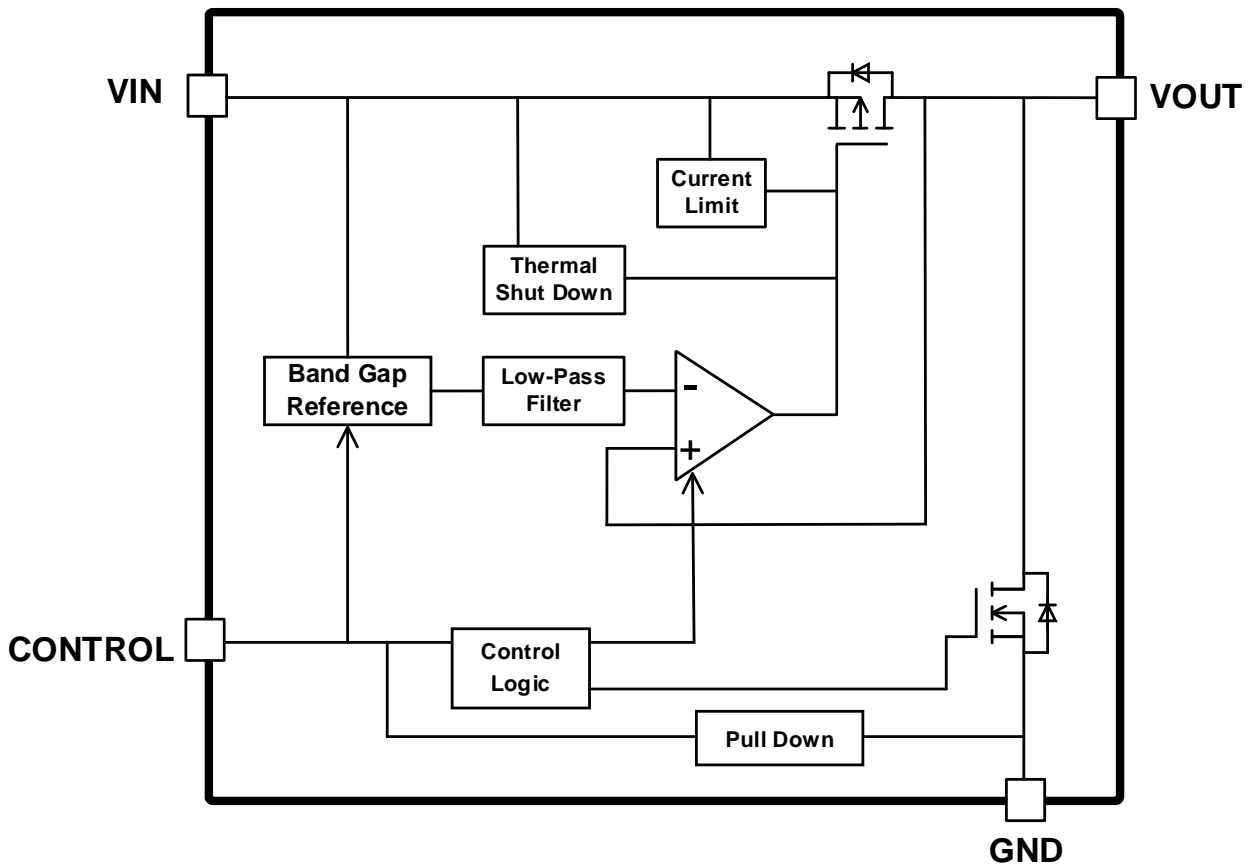 VIN
VOUT
Current
Limit
Thermal
Shut Down
Band Gap
Reference
Low-Pass
Filter
-
+
CONTROL
Control
Logic
Pull Down
GND